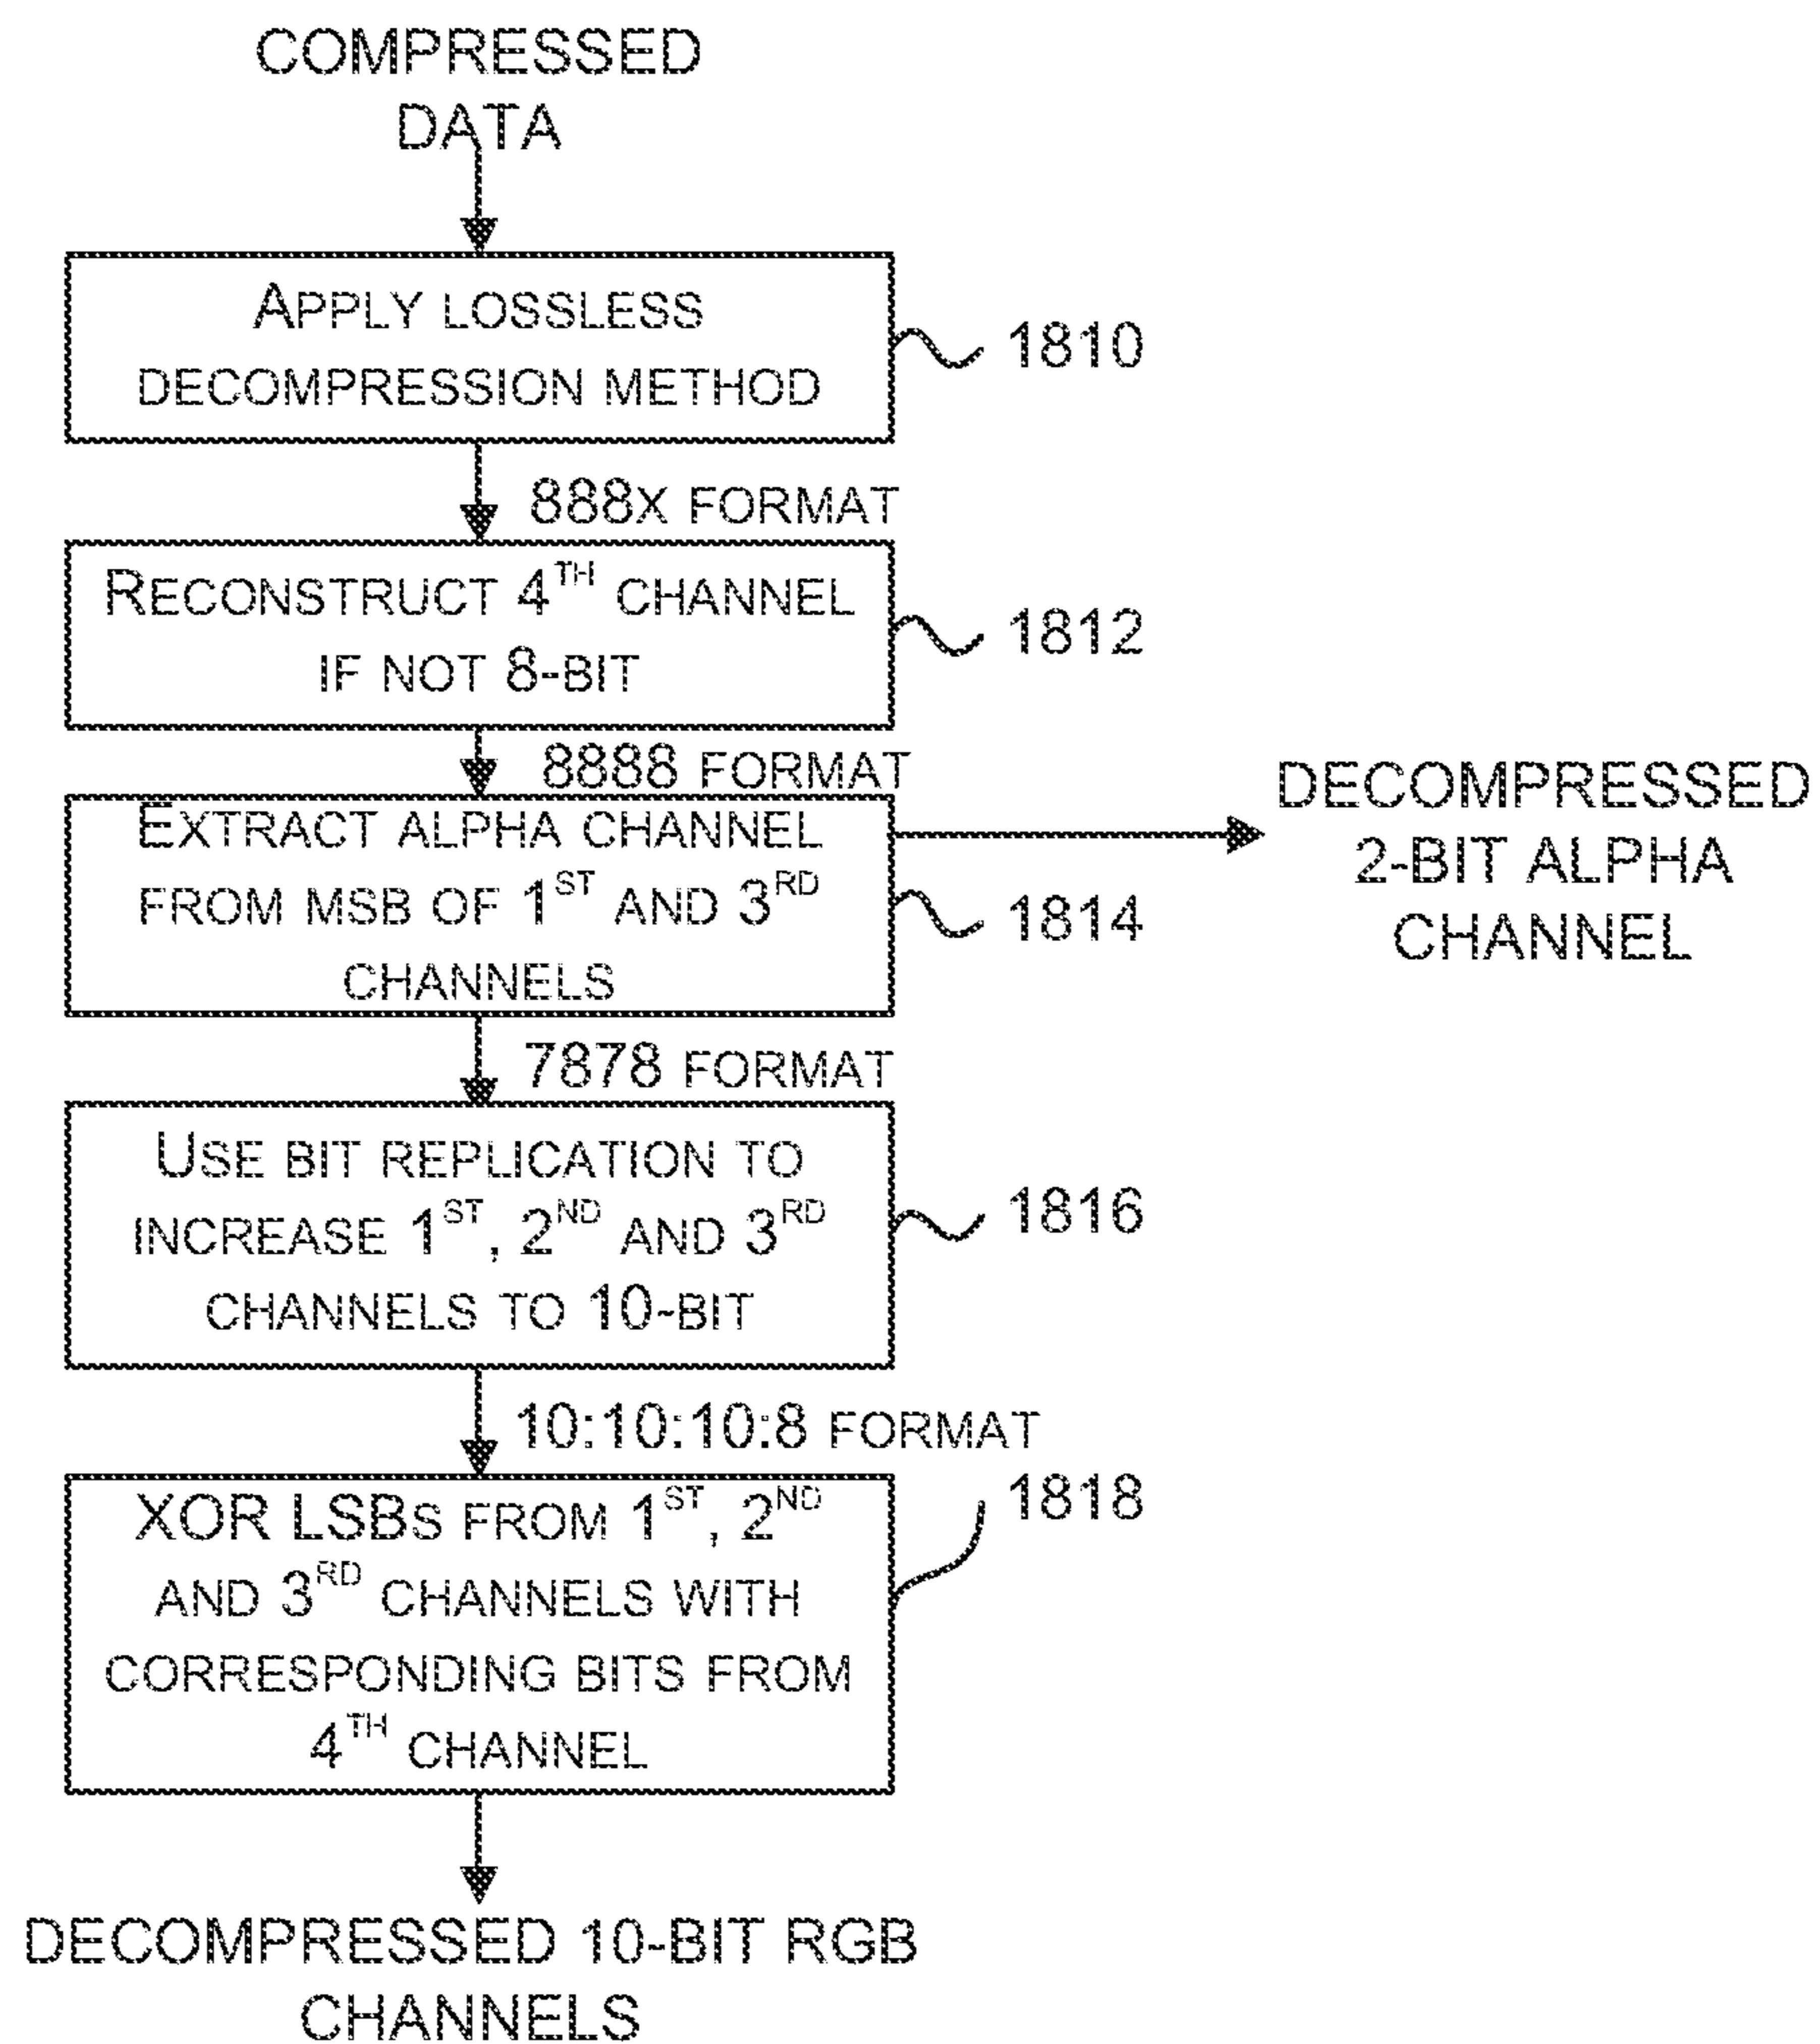 COMPRESSED
DATA
APPLY LOSSLESS
DECOMPRESSION METHOD
1810
888X FORMAT
RECONSTRUCT 4TH CHANNEL
IF NOT 8-BIT
1812
8888 FORMAT
EXTRACT ALPHA CHANNEL
FROM MSB OF 1ST AND 3RD
CHANNELS
1814
DECOMPRESSED
2-BIT ALPHA
CHANNEL
7878 FORMAT
USE BIT REPLICATION TO
INCREASE 1ST, 2ND AND 3RD
CHANNELS TO 10-BIT
1816
10:10:10:8 FORMAT
XOR LSBS FROM 1ST, 2ND
AND 3RD CHANNELS WITH
CORRESPONDING BITS FROM
4TH CHANNEL
1818
DECOMPRESSED 10-BIT RGB
CHANNELS